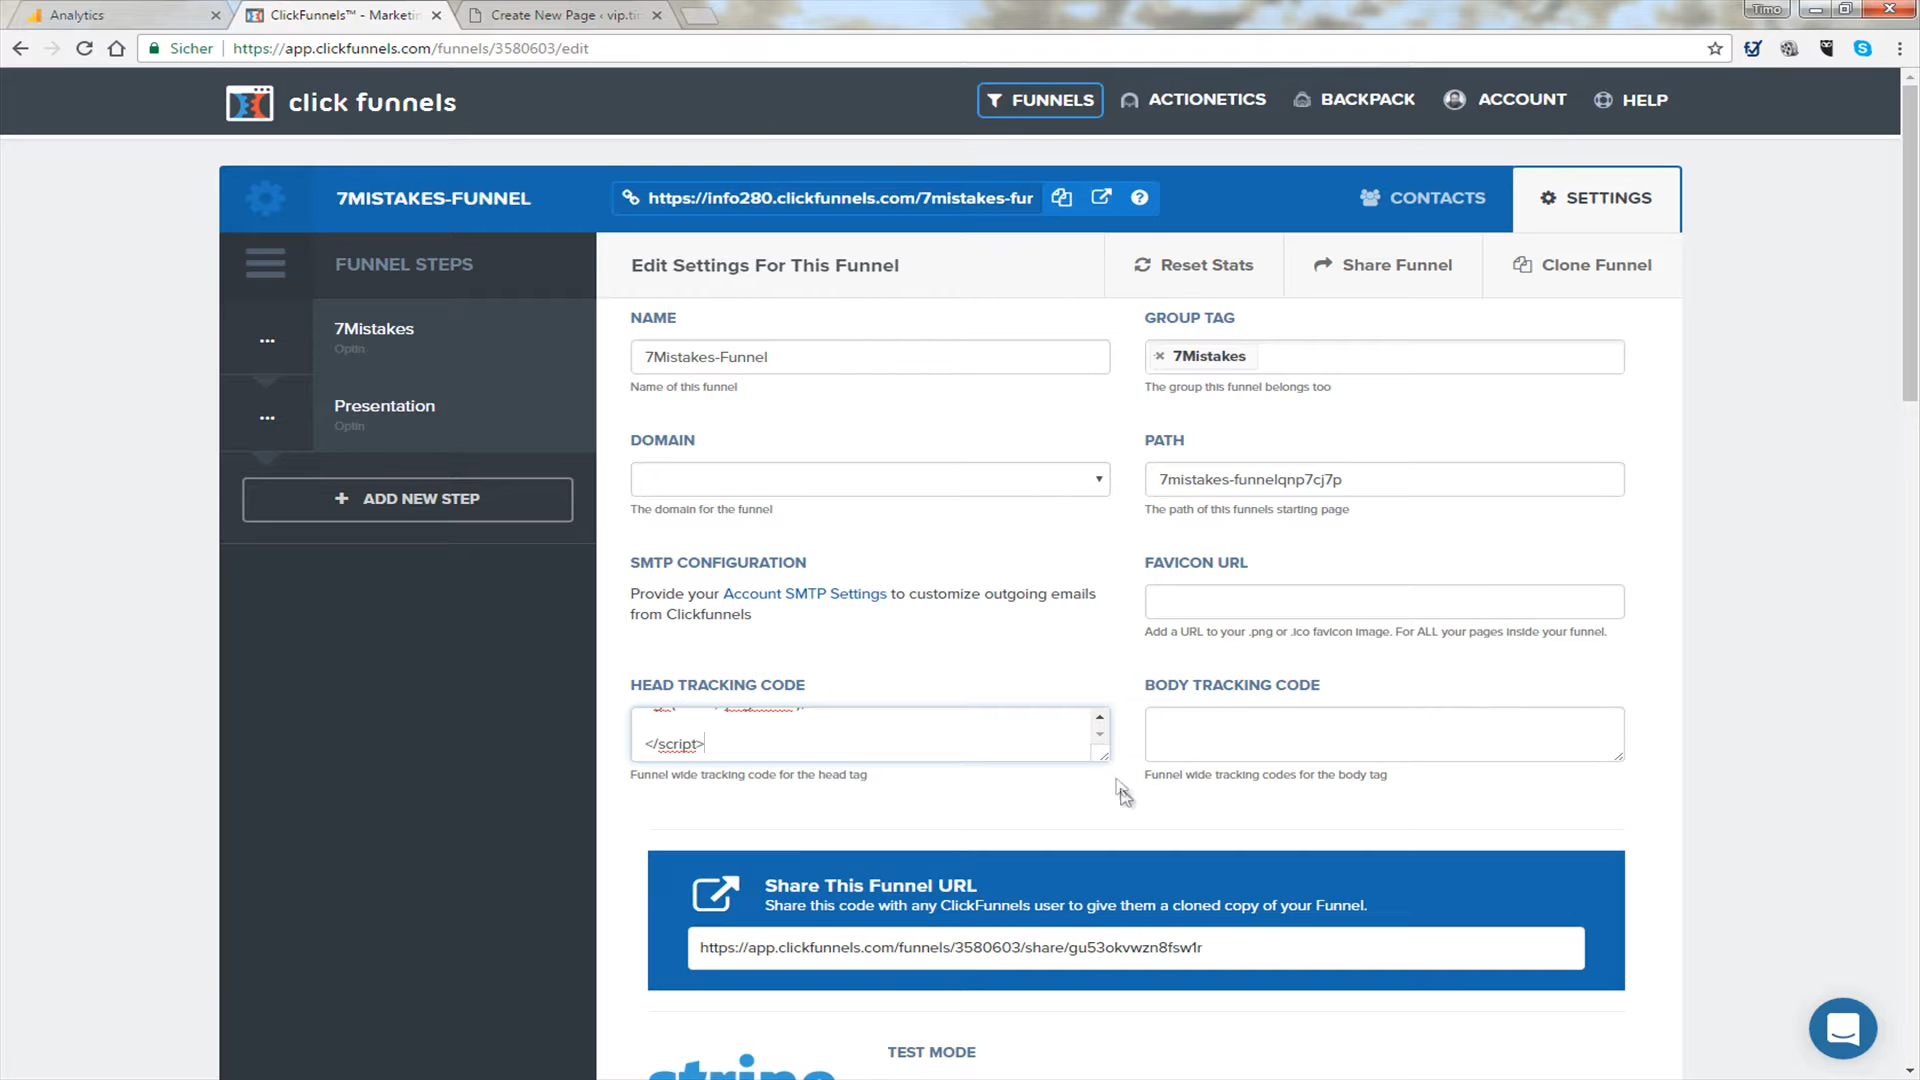 Analytics
ClickFunnels™ - Marketin
Create New Page ‹ vip.tim
Timo
Sicher
https://app.clickfunnels.com/funnels/3580603/edit
click funnels
FUNNELS
ACTIONETICS
BACKPACK
ACCOUNT
HELP
7MISTAKES-FUNNEL
https://info280.clickfunnels.com/7mistakes-fur
CONTACTS
SETTINGS
FUNNEL STEPS
Edit Settings For This Funnel
Reset Stats
Share Funnel
Clone Funnel
7Mistakes
Optin
Presentation
Optin
+ ADD NEW STEP
NAME
7Mistakes-Funnel
Name of this funnel
GROUP TAG
× 7Mistakes
The group this funnel belongs too
DOMAIN
The domain for the funnel
PATH
7mistakes-funnelqnp7cj7p
The path of this funnels starting page
SMTP CONFIGURATION
Provide your Account SMTP Settings to customize outgoing emails
from Clickfunnels
FAVICON URL
Add a URL to your .png or .ico favicon image. For ALL your pages inside your funnel.
HEAD TRACKING CODE
</script>
Funnel wide tracking code for the head tag
BODY TRACKING CODE
Funnel wide tracking codes for the body tag
Share This Funnel URL
Share this code with any ClickFunnels user to give them a cloned copy of your Funnel.
https://app.clickfunnels.com/funnels/3580603/share/gu53okvwzn8fsw1r
stripe
TEST MODE